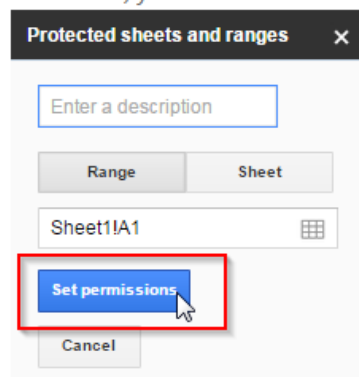 Protected sheets and ranges ×
Enter a description
Range Sheet
Sheet1!A1
Set permissions
Cancel